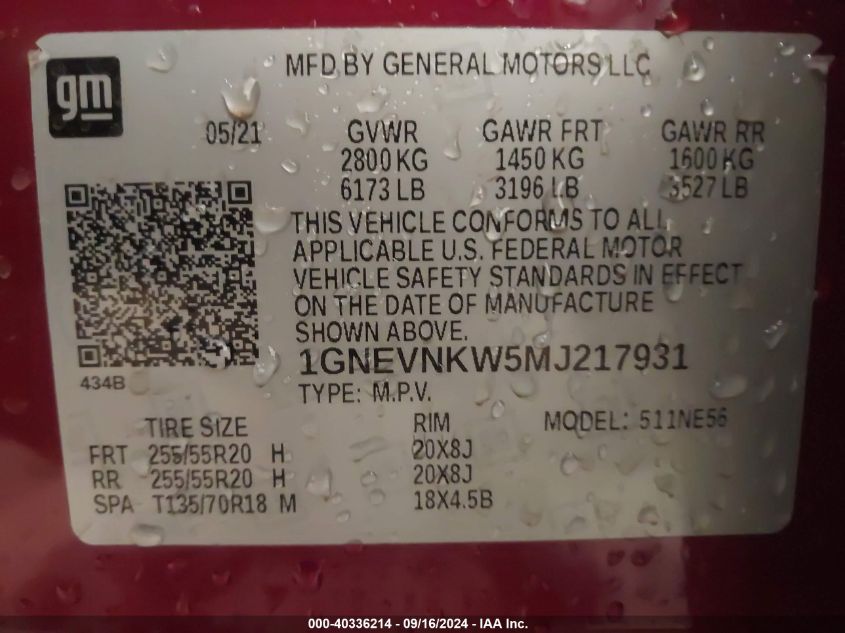 gm
MFD BY GENERAL MOTORS LLC
05/21 GVWR GAWR FRT GAWR RR
2800 KG 1450 KG 1600 KG
6173 LB 3196 LB 3527 LB
THIS VEHICLE CONFORMS TO ALL
APPLICABLE U.S. FEDERAL MOTOR
VEHICLE SAFETY STANDARDS IN EFFECT
ON THE DATE OF MANUFACTURE
SHOWN ABOVE.
1GNEVNKW5MJ217931
434B
TYPE: M.P.V.
TIRE SIZE RIM MODEL: 511NE56
FRT 255/55R20 H 20X8J
RR 255/55R20 H 20X8J
SPA T135/70R18 M 18X4.5B
000-40336214 - 09/16/2024 - IAA Inc.